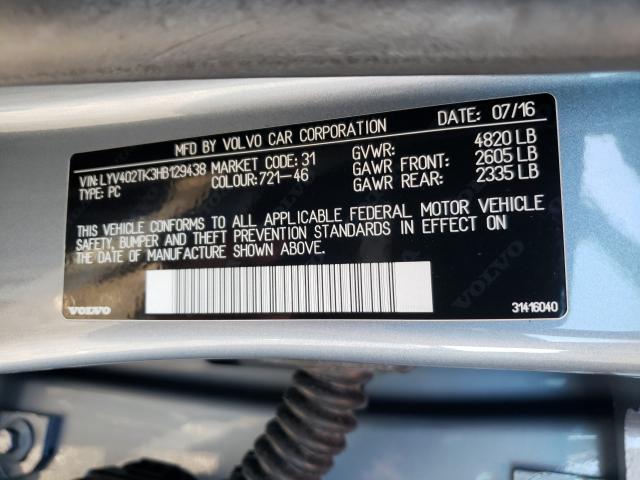 MFD BY VOLVO CAR CORPORATION DATE: 07/16
VIN:LYV402TK3HB129438 MARKET CODE: 31 GVWR: 4820 LB
TYPE: PC COLOUR:721-46 GAWR FRONT: 2605 LB
GAWR REAR: 2335 LB
THIS VEHICLE CONFORMS TO ALL APPLICABLE FEDERAL MOTOR VEHICLE
SAFETY, BUMPER AND THEFT PREVENTION STANDARDS IN EFFECT ON
THE DATE OF MANUFACTURE SHOWN ABOVE.
VOLVO
31416040